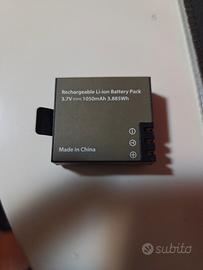 Rechargeable Li-ion Battery Pack
3.7V 1050mAh 3.885Wh
Made in China
subito